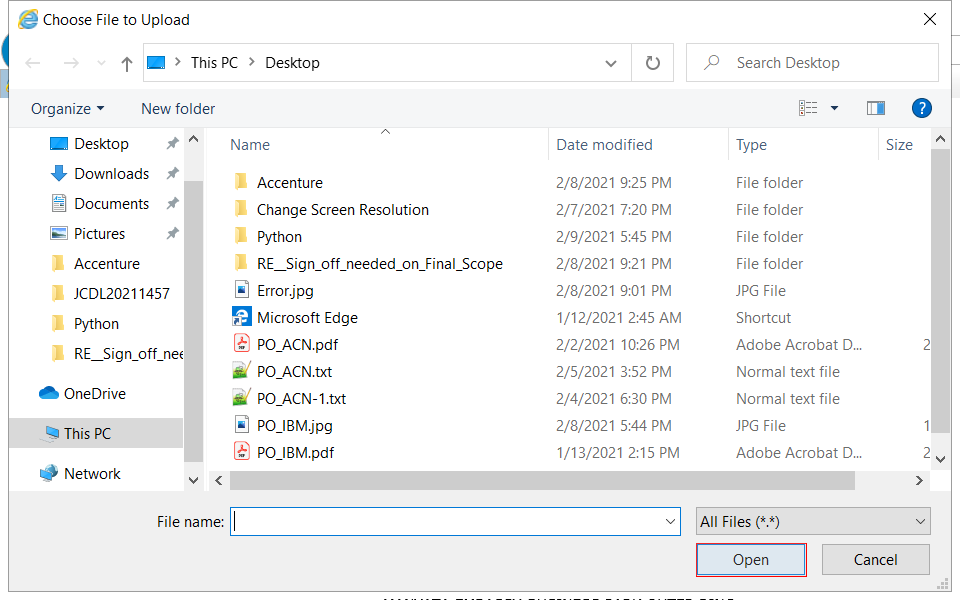 Choose File to Upload
This PC > Desktop
Search Desktop
Organize
New folder
?
Desktop
Downloads
Documents
Pictures
Accenture
JCDL20211457
Python
RE__Sign_off_nee
OneDrive
This PC
Network
Name Date modified Type Size
Accenture 2/8/2021 9:25 PM File folder
Change Screen Resolution 2/7/2021 7:20 PM File folder
Python 2/9/2021 5:45 PM File folder
RE__Sign_off_needed_on_Final_Scope 2/8/2021 9:21 PM File folder
Error.jpg 2/8/2021 9:01 PM JPG File
Microsoft Edge 1/12/2021 2:45 AM Shortcut
PO_ACN.pdf 2/2/2021 10:26 PM Adobe Acrobat D... 2
PO_ACN.txt 2/5/2021 3:52 PM Normal text file
PO_ACN-1.txt 2/4/2021 6:30 PM Normal text file
PO_IBM.jpg 2/8/2021 5:44 PM JPG File 1
PO_IBM.pdf 1/13/2021 2:15 PM Adobe Acrobat D... 2
File name:
All Files (*.*)
Open
Cancel